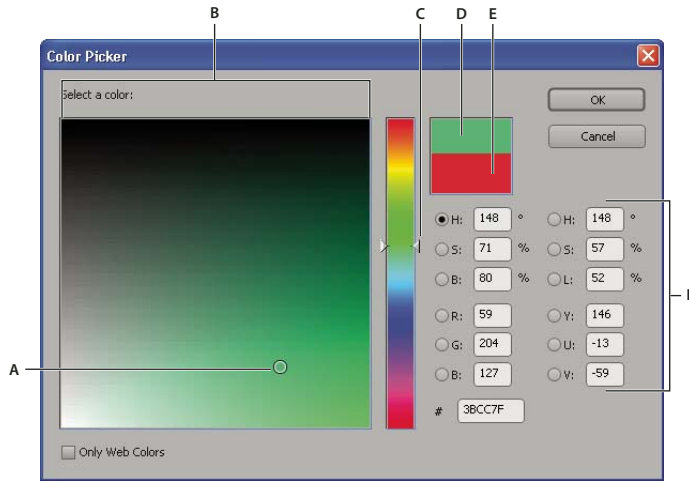 B
C
D
E
Color Picker
Select a color:
OK
Cancel
H: 148 ° H: 148 °
S: 71 % S: 57 %
B: 80 % L: 52 %
R: 59 Y: 146
G: 204 U: -13
B: 127 V: -59
A
# 3BCC7F
Only Web Colors